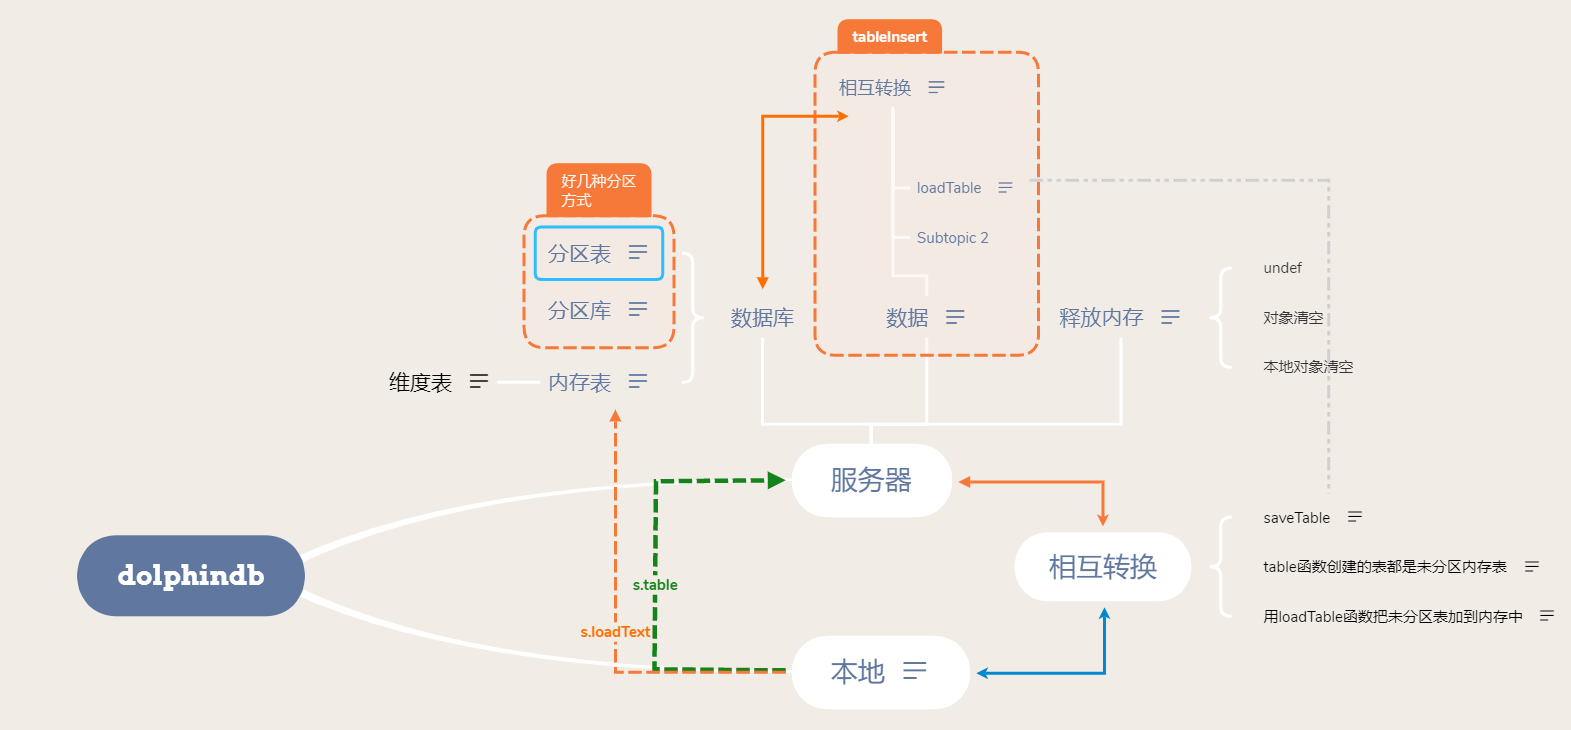 tableInsert
相互转换
loadTable
Subtopic 2
好几种分区
方式
分区表
分区库
数据库
数据
释放内存
undef
对象清空
本地对象清空
维度表
内存表
服务器
dolphindb
s.table
s.loadText
相互转换
saveTable
table函数创建的表都是未分区内存表
用loadTable函数把未分区表加到内存中
本地